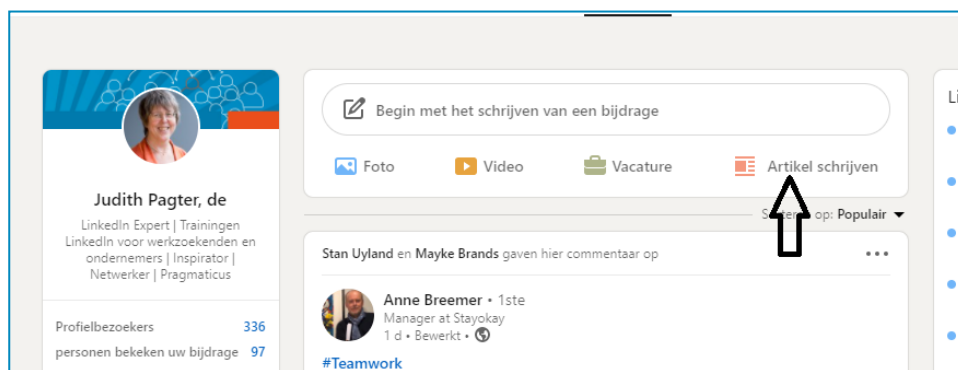 Begin met het schrijven van een bijdrage
Foto Video Vacature Artikel schrijven
Judith Pagter, de
LinkedIn Expert | Trainingen
LinkedIn voor werkzoekenden en
ondernemers | Inspirator |
Netwerker | Pragmaticus
Profielbezoekers 336
personen bekeken uw bijdrage 97
op: Populair
Stan Uyland en Mayke Brands gaven hier commentaar op
Anne Breemer • 1ste
Manager at Stayokay
1 d • Bewerkt •
#Teamwork